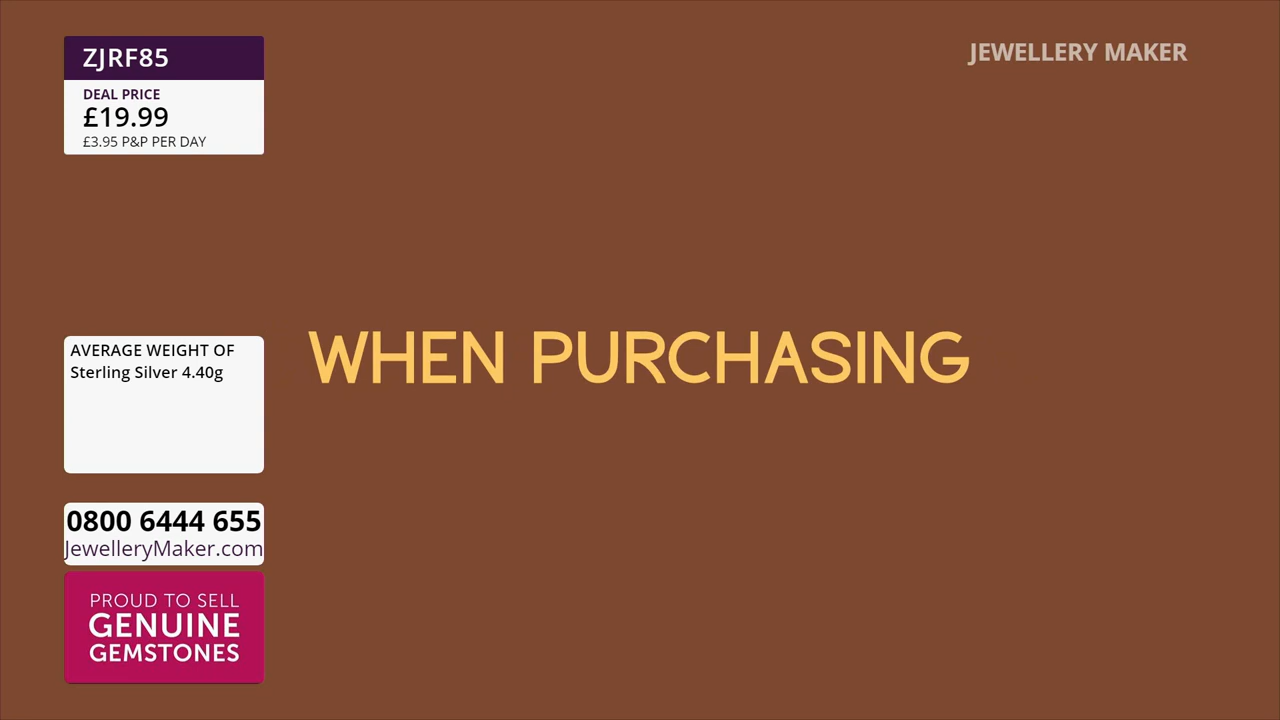 ZJRF85
DEAL PRICE
£19.99
£3.95 P&P PER DAY
JEWELLERY MAKER
WHEN PURCHASING
AVERAGE WEIGHT OF
Sterling Silver 4.40g
0800 6444 655
JewelleryMaker.com
PROUD TO SELL
GENUINE
GEMSTONES